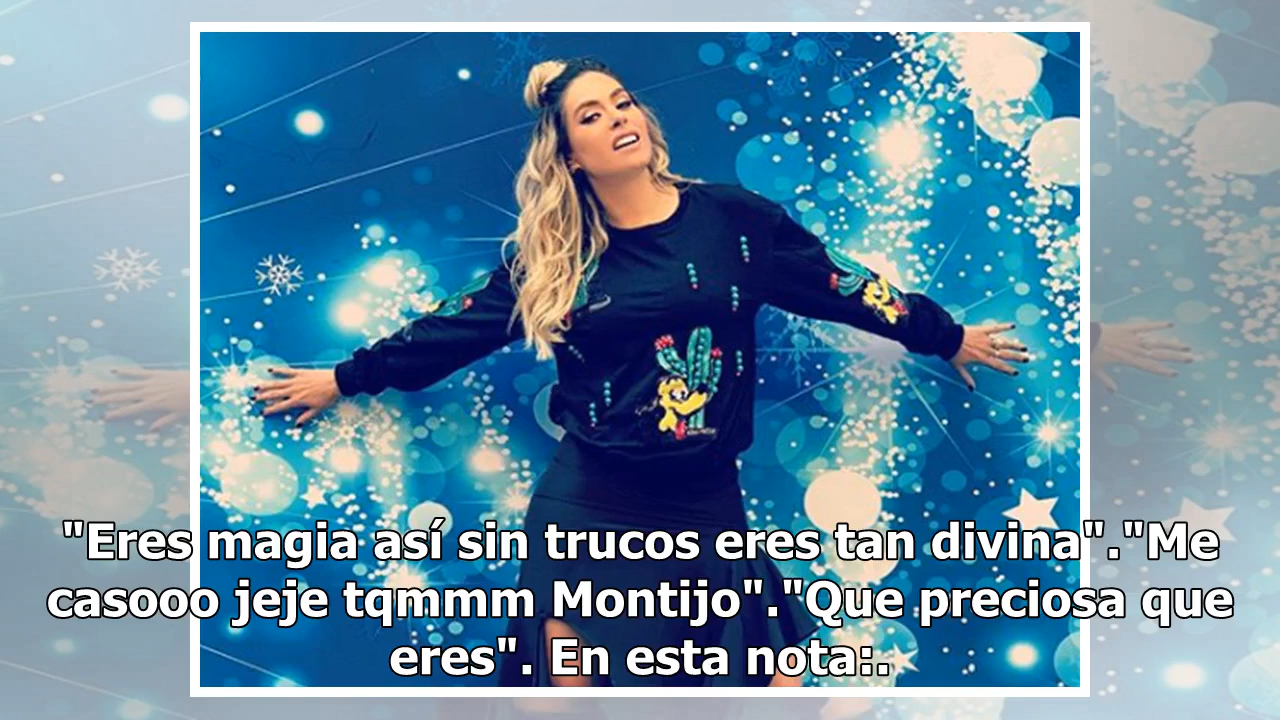 "Eres magia así sin trucos eres tan divina"."Me
casooo jeje tqmmm Montijo"."Que preciosa que
eres". En esta nota:.